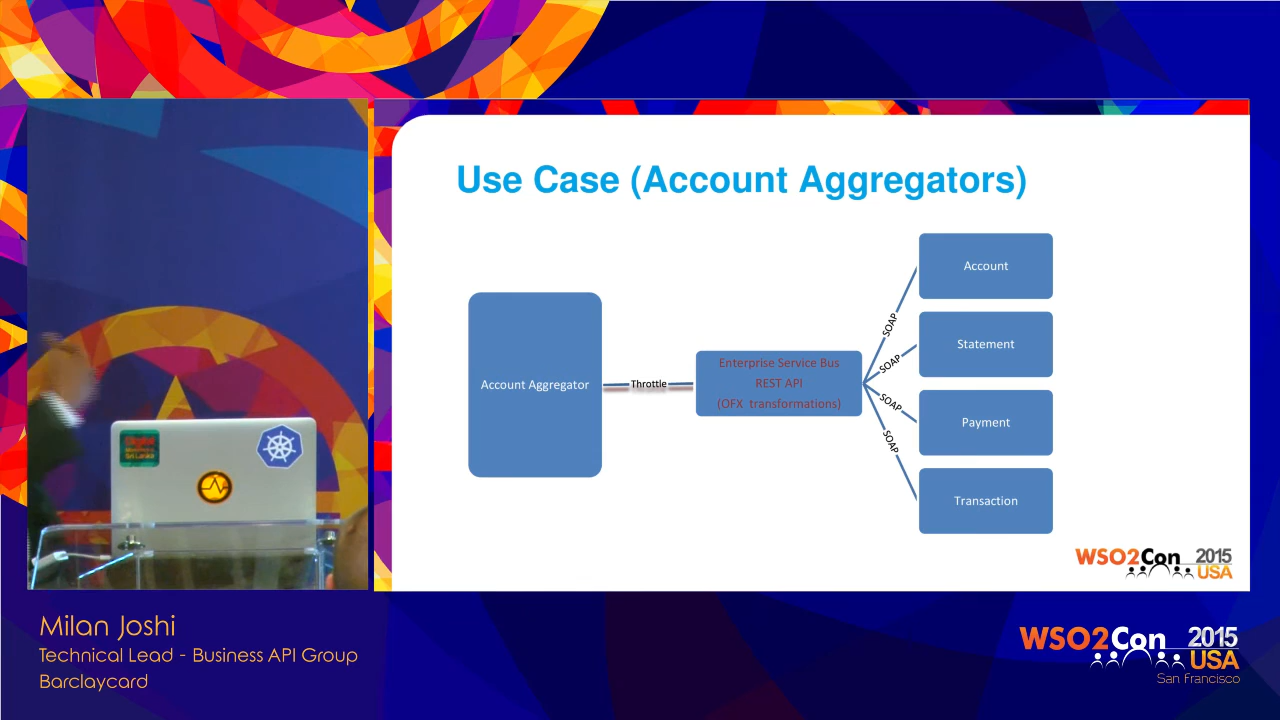 Use Case (Account Aggregators)
Account Aggregator
Throttle
Enterprise Service Bus
REST API
(OFX transformations)
SOAP
SOAP
SOAP
SOAP
Account
Statement
Payment
Transaction
WSO2Con 2015
USA
Milan Joshi
Technical Lead - Business API Group
Barclaycard
WSO2Con 2015
USA
San Francisco